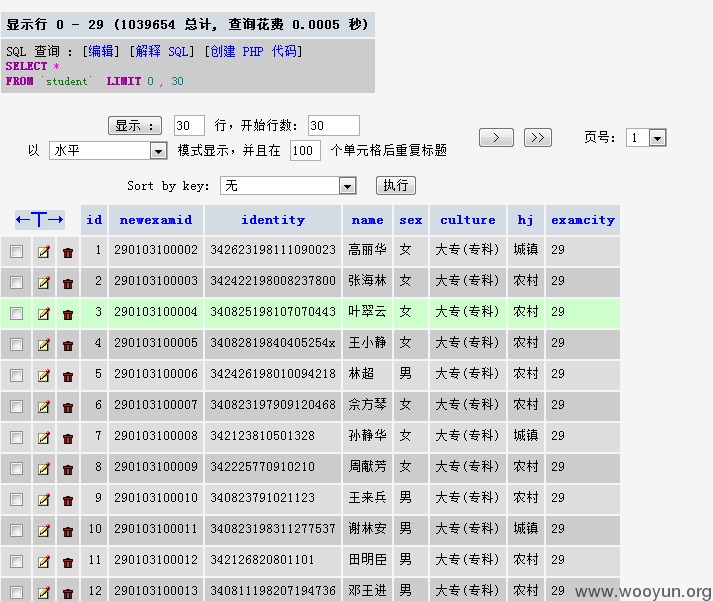 显示行 0 - 29 (1039654 总计, 查询花费 0.0005 秒)
SQL 查询 : [编辑] [解释 SQL] [创建 PHP 代码]
SELECT *
FROM `student` LIMIT 0 , 30
显示 : 30 行, 开始行数: 30 > >> 页号: 1
以 水平 模式显示, 并且在 100 个单元格后重复标题
Sort by key: 无 执行
←T→ id newexamid identity name sex culture hj examcity
1 290103100002 342623198111090023 高丽华 女 大专(专科) 城镇 29
2 290103100003 342422198008237800 张海林 女 大专(专科) 农村 29
3 290103100004 340825198107070443 叶翠云 女 大专(专科) 农村 29
4 290103100005 34082819840405254x 王小静 女 大专(专科) 农村 29
5 290103100006 342426198010094218 林超 男 大专(专科) 农村 29
6 290103100007 340823197909120468 佘方琴 女 大专(专科) 农村 29
7 290103100008 342123810501328 孙静华 女 大专(专科) 城镇 29
8 290103100009 342225770910210 周献芳 女 大专(专科) 农村 29
9 290103100010 340823791021123 王来兵 男 大专(专科) 农村 29
10 290103100011 340823198311277537 谢林安 男 大专(专科) 城镇 29
11 290103100012 342126820801101 田明臣 男 大专(专科) 农村 29
12 290103100013 340811198207194736 邓王进 男 大专(专科) 农村 29
www.wooyun.org